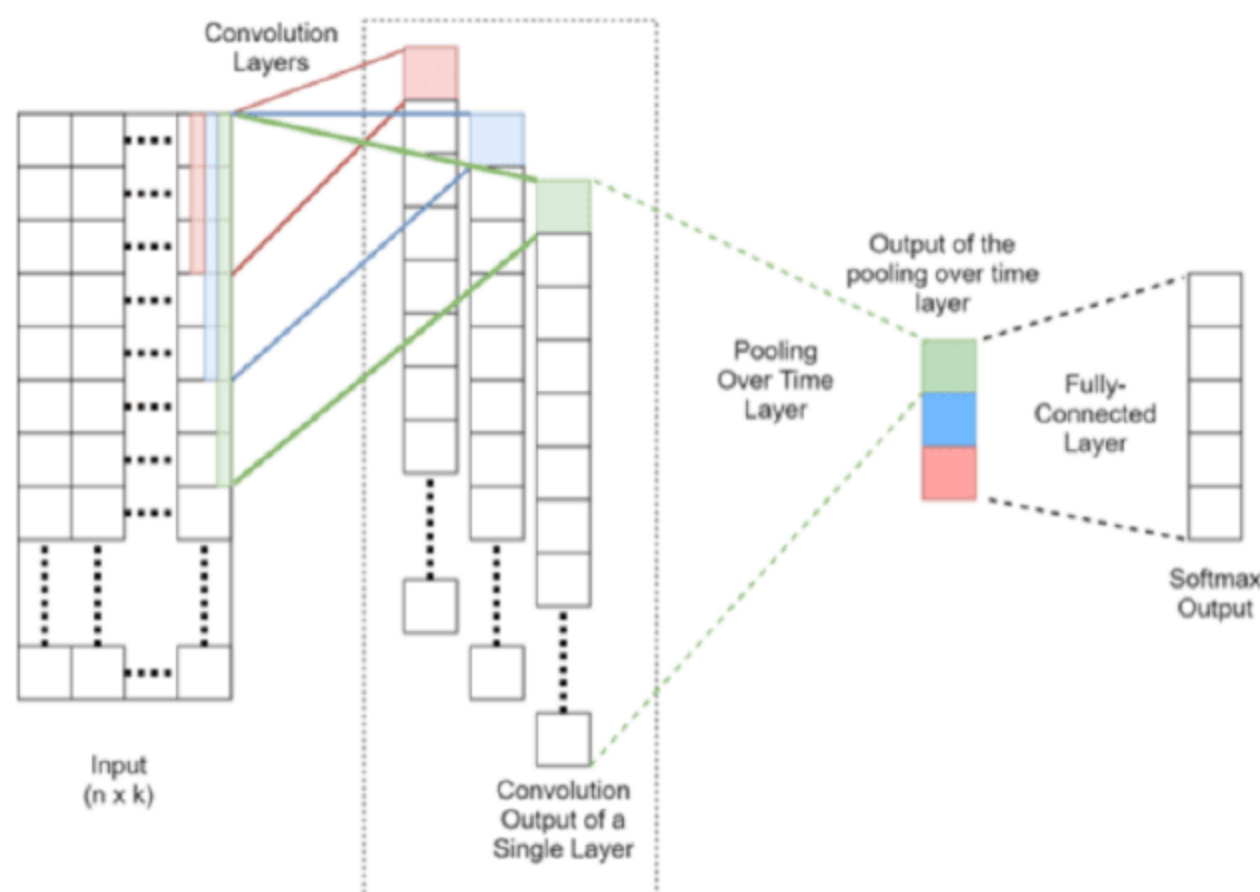 Convolution
Layers
Output of the
pooling over time
layer
Pooling
Over Time
Layer
Fully-
Connected
Layer
Softmax
Output
Input
(n x k)
Convolution
Output of a
Single Layer